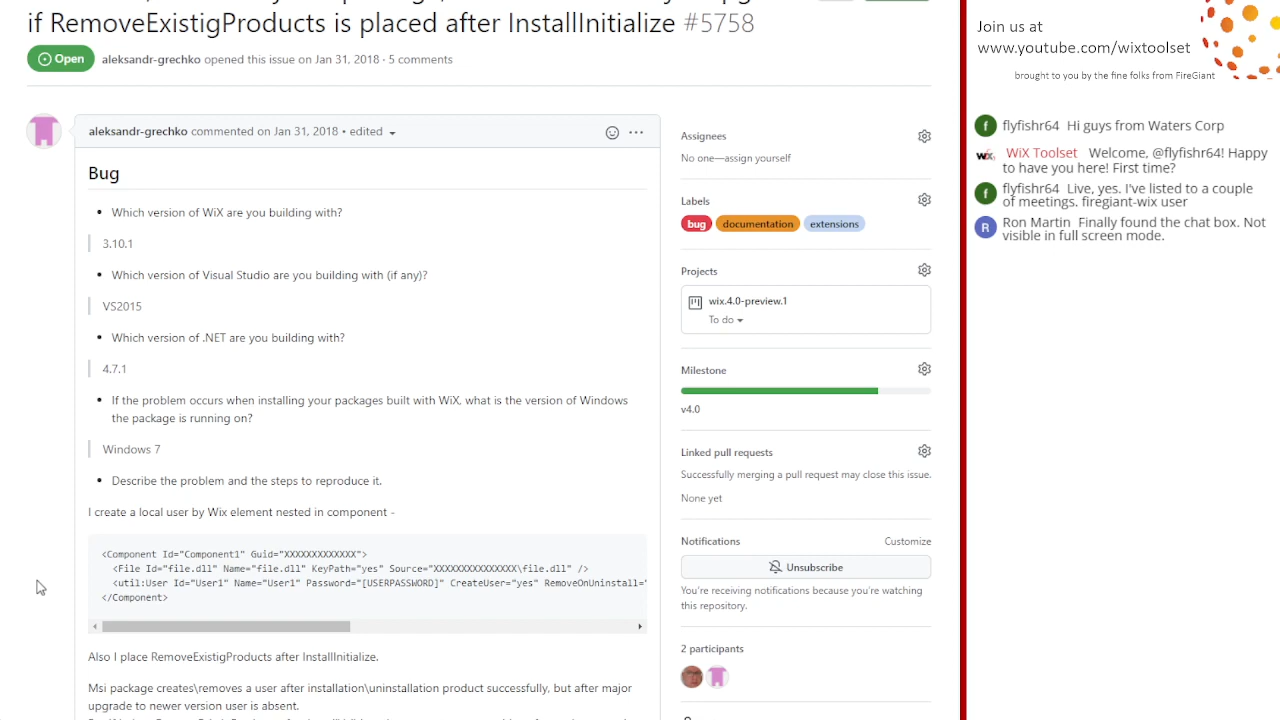 if RemoveExistigProducts is placed after InstallInitialize #5758
Open
aleksandr-grechko opened this issue on Jan 31, 2018 · 5 comments
aleksandr-grechko commented on Jan 31, 2018 • edited
Bug
Which version of WiX are you building with?
3.10.1
Which version of Visual Studio are you building with (if any)?
VS2015
Which version of .NET are you building with?
4.7.1
If the problem occurs when installing your packages built with WiX, what is the version of Windows
the package is running on?
Windows 7
Describe the problem and the steps to reproduce it.
I create a local user by Wix element nested in component -
<Component Id="Component1" Guid="XXXXXXXXXXXXX">
<File Id="file.dll" Name="file.dll" KeyPath="yes" Source="XXXXXXXXXXXXXXX\file.dll" />
<util:User Id="User1" Name="User1" Password="[USERPASSWORD]" CreateUser="yes" RemoveOnUninstall="
</Component>
Also I place RemoveExistigProducts after InstallInitialize.
Msi package creates\removes a user after installation\uninstallation product successfully, but after major
upgrade to newer version user is absent.
Assignees
No one—assign yourself
Labels
bug documentation extensions
Projects
wix.4.0-preview.1
To do
Milestone
v4.0
Linked pull requests
Successfully merging a pull request may close this issue.
None yet
Notifications Customize
Unsubscribe
You're receiving notifications because you're watching
this repository.
2 participants
Join us at
www.youtube.com/wixtoolset
brought to you by the fine folks from FireGiant
f flyfishr64 Hi guys from Waters Corp
WiX WiX Toolset Welcome, @flyfishr64! Happy
to have you here! First time?
f flyfishr64 Live, yes. I've listed to a couple
of meetings. firegiant-wix user
R Ron Martin Finally found the chat box. Not
visible in full screen mode.